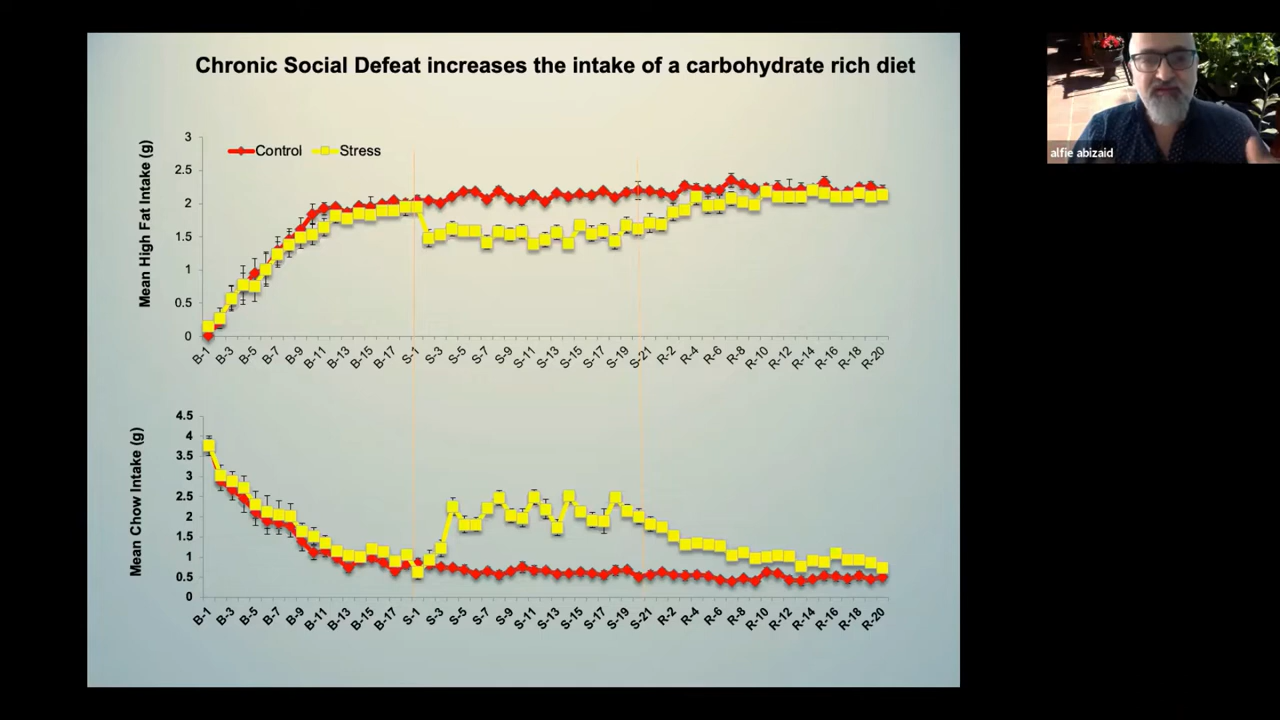 Chronic Social Defeat increases the intake of a carbohydrate rich diet
alfie abizaid
Mean High Fat Intake (g)
Control Stress
3
2.5
2
1.5
1
0.5
0
B-1 B-3 B-5 B-7 B-9 B-11 B-13 B-15 B-17 S-1 S-3 S-5 S-7 S-9 S-11 S-13 S-15 S-17 S-19 S-21 R-2 R-4 R-6 R-8 R-10 R-12 R-14 R-16 R-18 R-20
Mean Chow Intake (g)
4.5
4
3.5
3
2.5
2
1.5
1
0.5
0
B-1 B-3 B-5 B-7 B-9 B-11 B-13 B-15 B-17 S-1 S-3 S-5 S-7 S-9 S-11 S-13 S-15 S-17 S-19 S-21 R-2 R-4 R-6 R-8 R-10 R-12 R-14 R-16 R-18 R-20